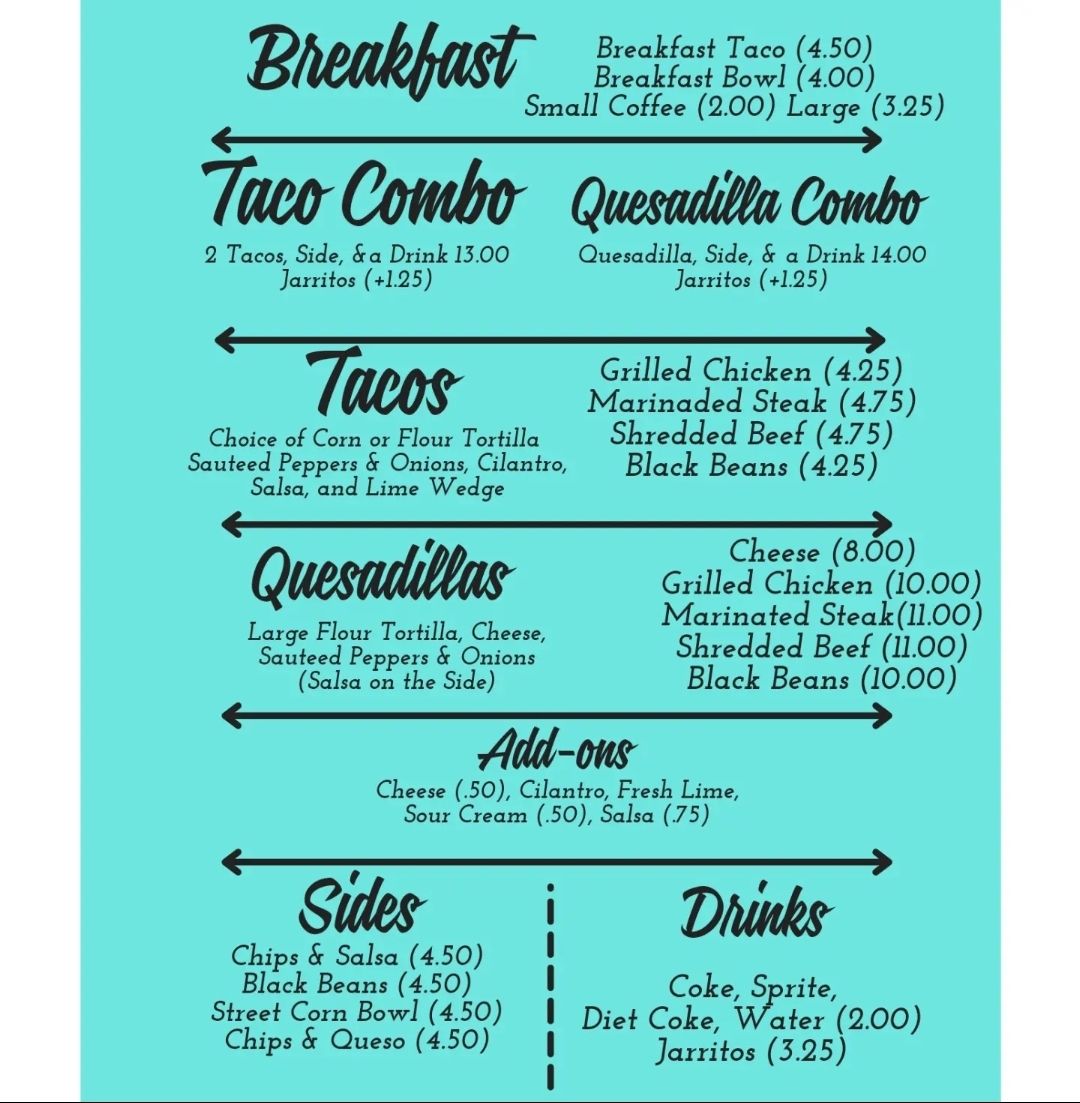 Breakfast
Breakfast Taco (4.50)
Breakfast Bowl (4.00)
Small Coffee (2.00) Large (3.25)
Taco Combo
2 Tacos, Side, & a Drink 13.00
Jarritos (+1.25)
Quesadilla Combo
Quesadilla, Side, & a Drink 14.00
Jarritos (+1.25)
Tacos
Choice of Corn or Flour Tortilla
Sauteed Peppers & Onions, Cilantro,
Salsa, and Lime Wedge
Grilled Chicken (4.25)
Marinaded Steak (4.75)
Shredded Beef (4.75)
Black Beans (4.25)
Quesadillas
Large Flour Tortilla, Cheese,
Sauteed Peppers & Onions
(Salsa on the Side)
Cheese (8.00)
Grilled Chicken (10.00)
Marinated Steak(11.00)
Shredded Beef (11.00)
Black Beans (10.00)
Add-ons
Cheese (.50), Cilantro, Fresh Lime,
Sour Cream (.50), Salsa (.75)
Sides
Chips & Salsa (4.50)
Black Beans (4.50)
Street Corn Bowl (4.50)
Chips & Queso (4.50)
Drinks
Coke, Sprite,
Diet Coke, Water (2.00)
Jarritos (3.25)